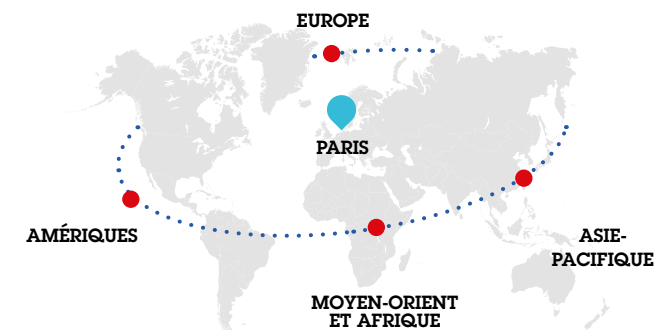 EUROPE
PARIS
AMÉRIQUES
ASIE-
PACIFIQUE
MOYEN-ORIENT
ET AFRIQUE